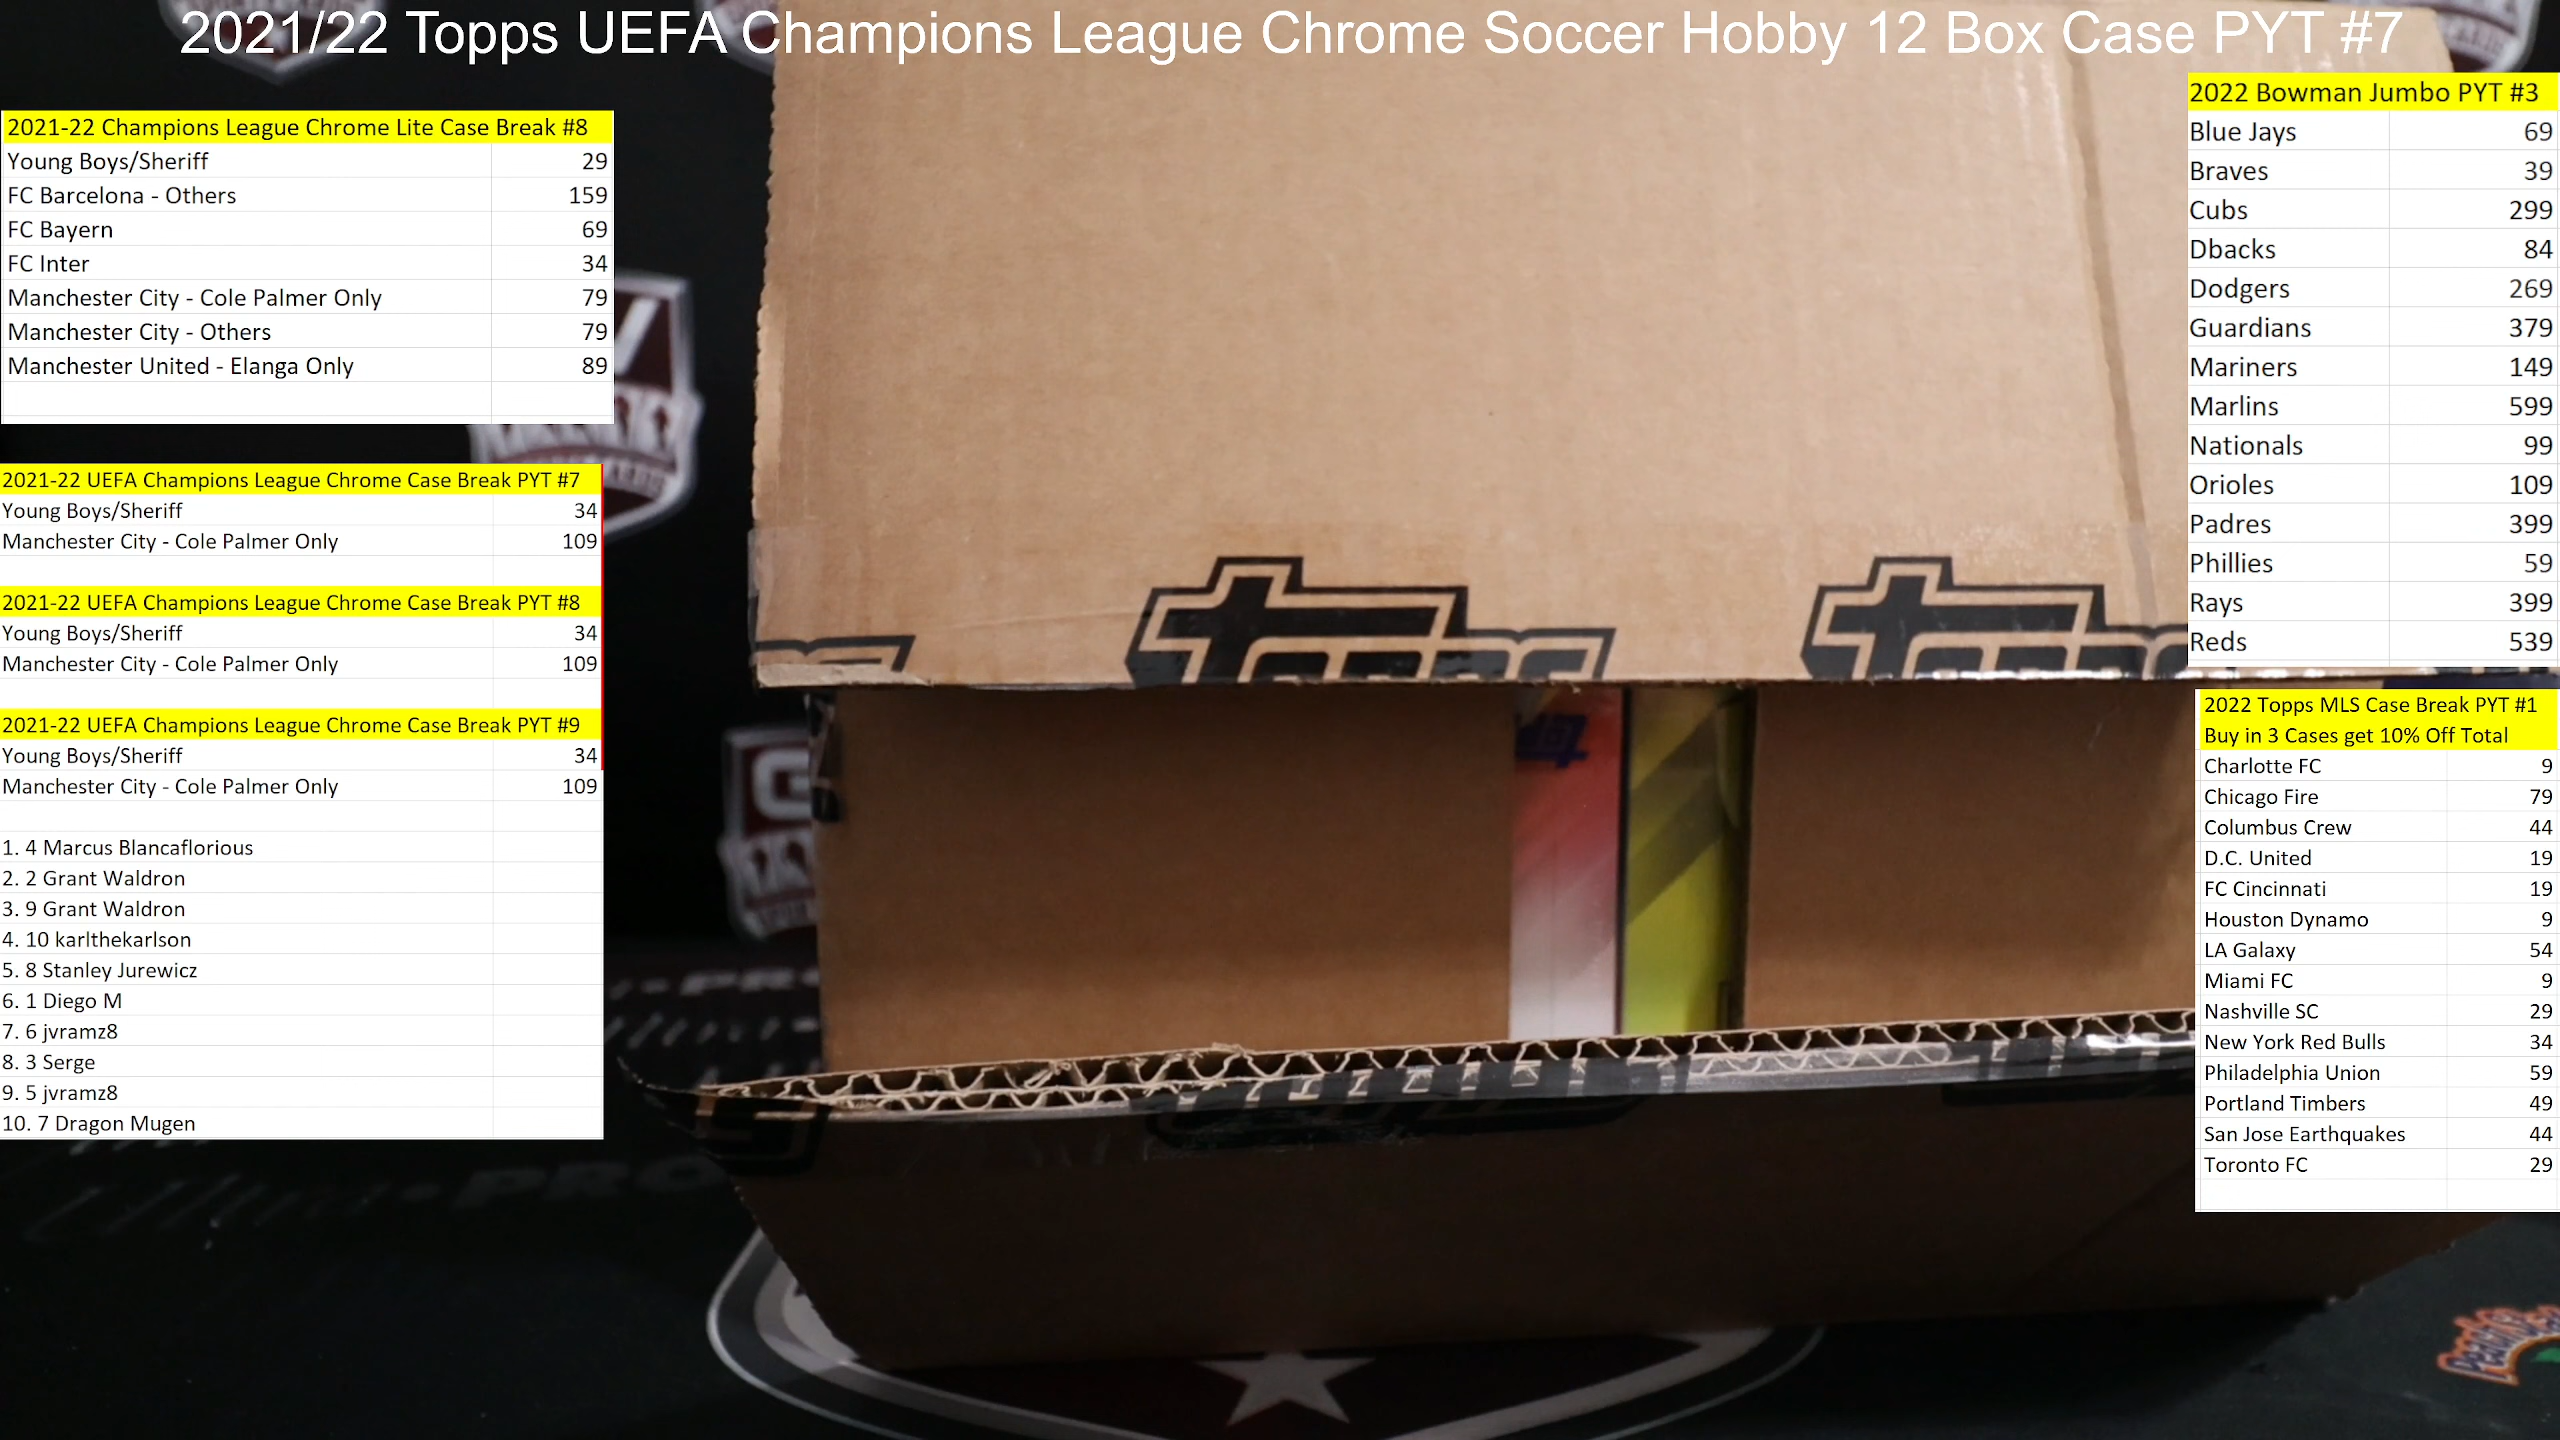 2021/22 Topps UEFA Champions League Chrome Soccer Hobby 12 Box Case PYT #7
2021-22 Champions League Chrome Lite Case Break #8
Young Boys/Sheriff 29
FC Barcelona - Others 159
FC Bayern 69
FC Inter 34
Manchester City - Cole Palmer Only 79
Manchester City - Others 79
Manchester United - Elanga Only 89
2021-22 UEFA Champions League Chrome Case Break PYT #7
Young Boys/Sheriff 34
Manchester City - Cole Palmer Only 109
2021-22 UEFA Champions League Chrome Case Break PYT #8
Young Boys/Sheriff 34
Manchester City - Cole Palmer Only 109
2021-22 UEFA Champions League Chrome Case Break PYT #9
Young Boys/Sheriff 34
Manchester City - Cole Palmer Only 109
1. 4 Marcus Blancaflorious
2. 2 Grant Waldron
3. 9 Grant Waldron
4. 10 karlthekarlson
5. 8 Stanley Jurewicz
6. 1 Diego M
7. 6 jvramz8
8. 3 Serge
9. 5 jvramz8
10. 7 Dragon Mugen
2022 Bowman Jumbo PYT #3
Blue Jays 69
Braves 39
Cubs 299
Dbacks 84
Dodgers 269
Guardians 379
Mariners 149
Marlins 599
Nationals 99
Orioles 109
Padres 399
Phillies 59
Rays 399
Reds 539
2022 Topps MLS Case Break PYT #1
Buy in 3 Cases get 10% Off Total
Charlotte FC 9
Chicago Fire 79
Columbus Crew 44
D.C. United 19
FC Cincinnati 19
Houston Dynamo 9
LA Galaxy 54
Miami FC 9
Nashville SC 29
New York Red Bulls 34
Philadelphia Union 59
Portland Timbers 49
San Jose Earthquakes 44
Toronto FC 29
topps
topps